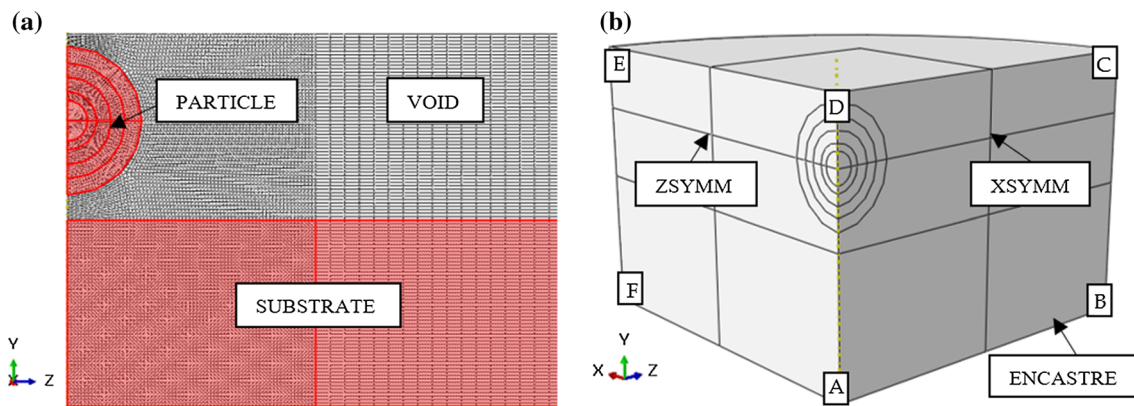 (a)
PARTICLE
VOID
SUBSTRATE
Y
X
Z
(b)
E
C
D
ZSYMM
XSYMM
F
B
A
ENCASTRE
Y
X
Z